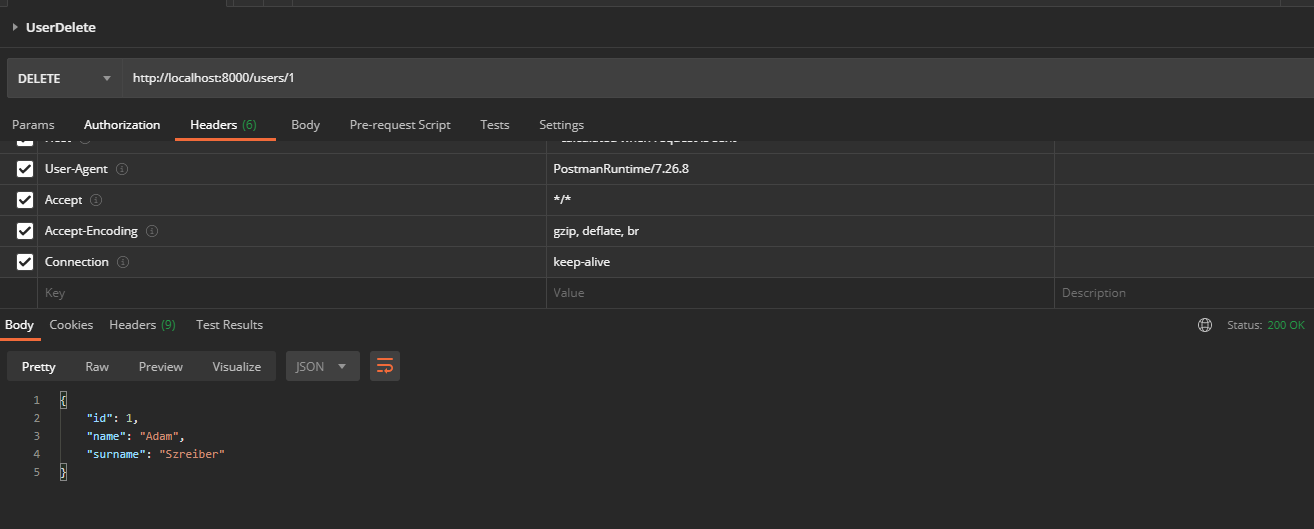 UserDelete
DELETE http://localhost:8000/users/1
Params Authorization Headers (6) Body Pre-request Script Tests Settings
User-Agent PostmanRuntime/7.26.8
Accept */*
Accept-Encoding gzip, deflate, br
Connection keep-alive
Key Value Description
Body Cookies Headers (9) Test Results Status: 200 OK
Pretty Raw Preview Visualize JSON
1 {
2 "id": 1,
3 "name": "Adam",
4 "surname": "Szreiber"
5 }